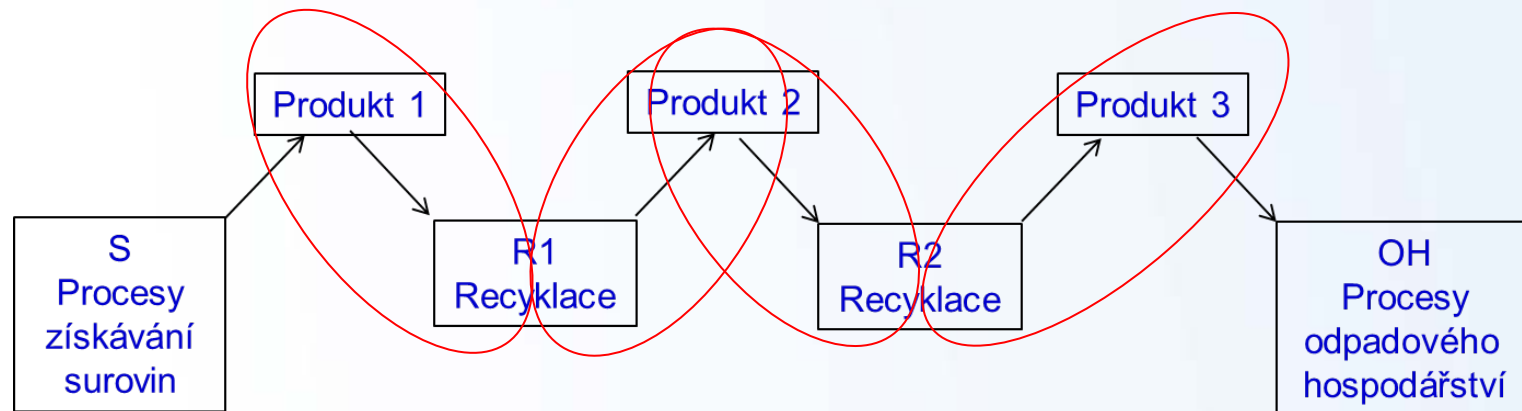 Produkt 1
Produkt 2
Produkt 3
S
Procesy
získávání
surovin
R1
Recyklace
R2
Recyklace
OH
Procesy
odpadového
hospodářství